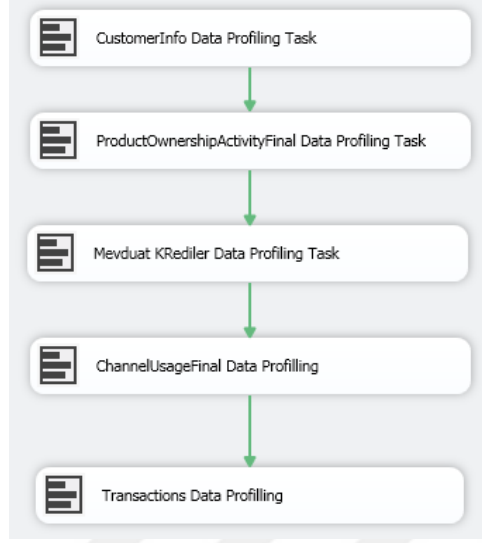 CustomerInfo Data Profiling Task
ProductOwnershipActivityFinal Data Profiling Task
Mevduat KRediler Data Profiling Task
ChannelUsageFinal Data Profilling
Transactions Data Profilling